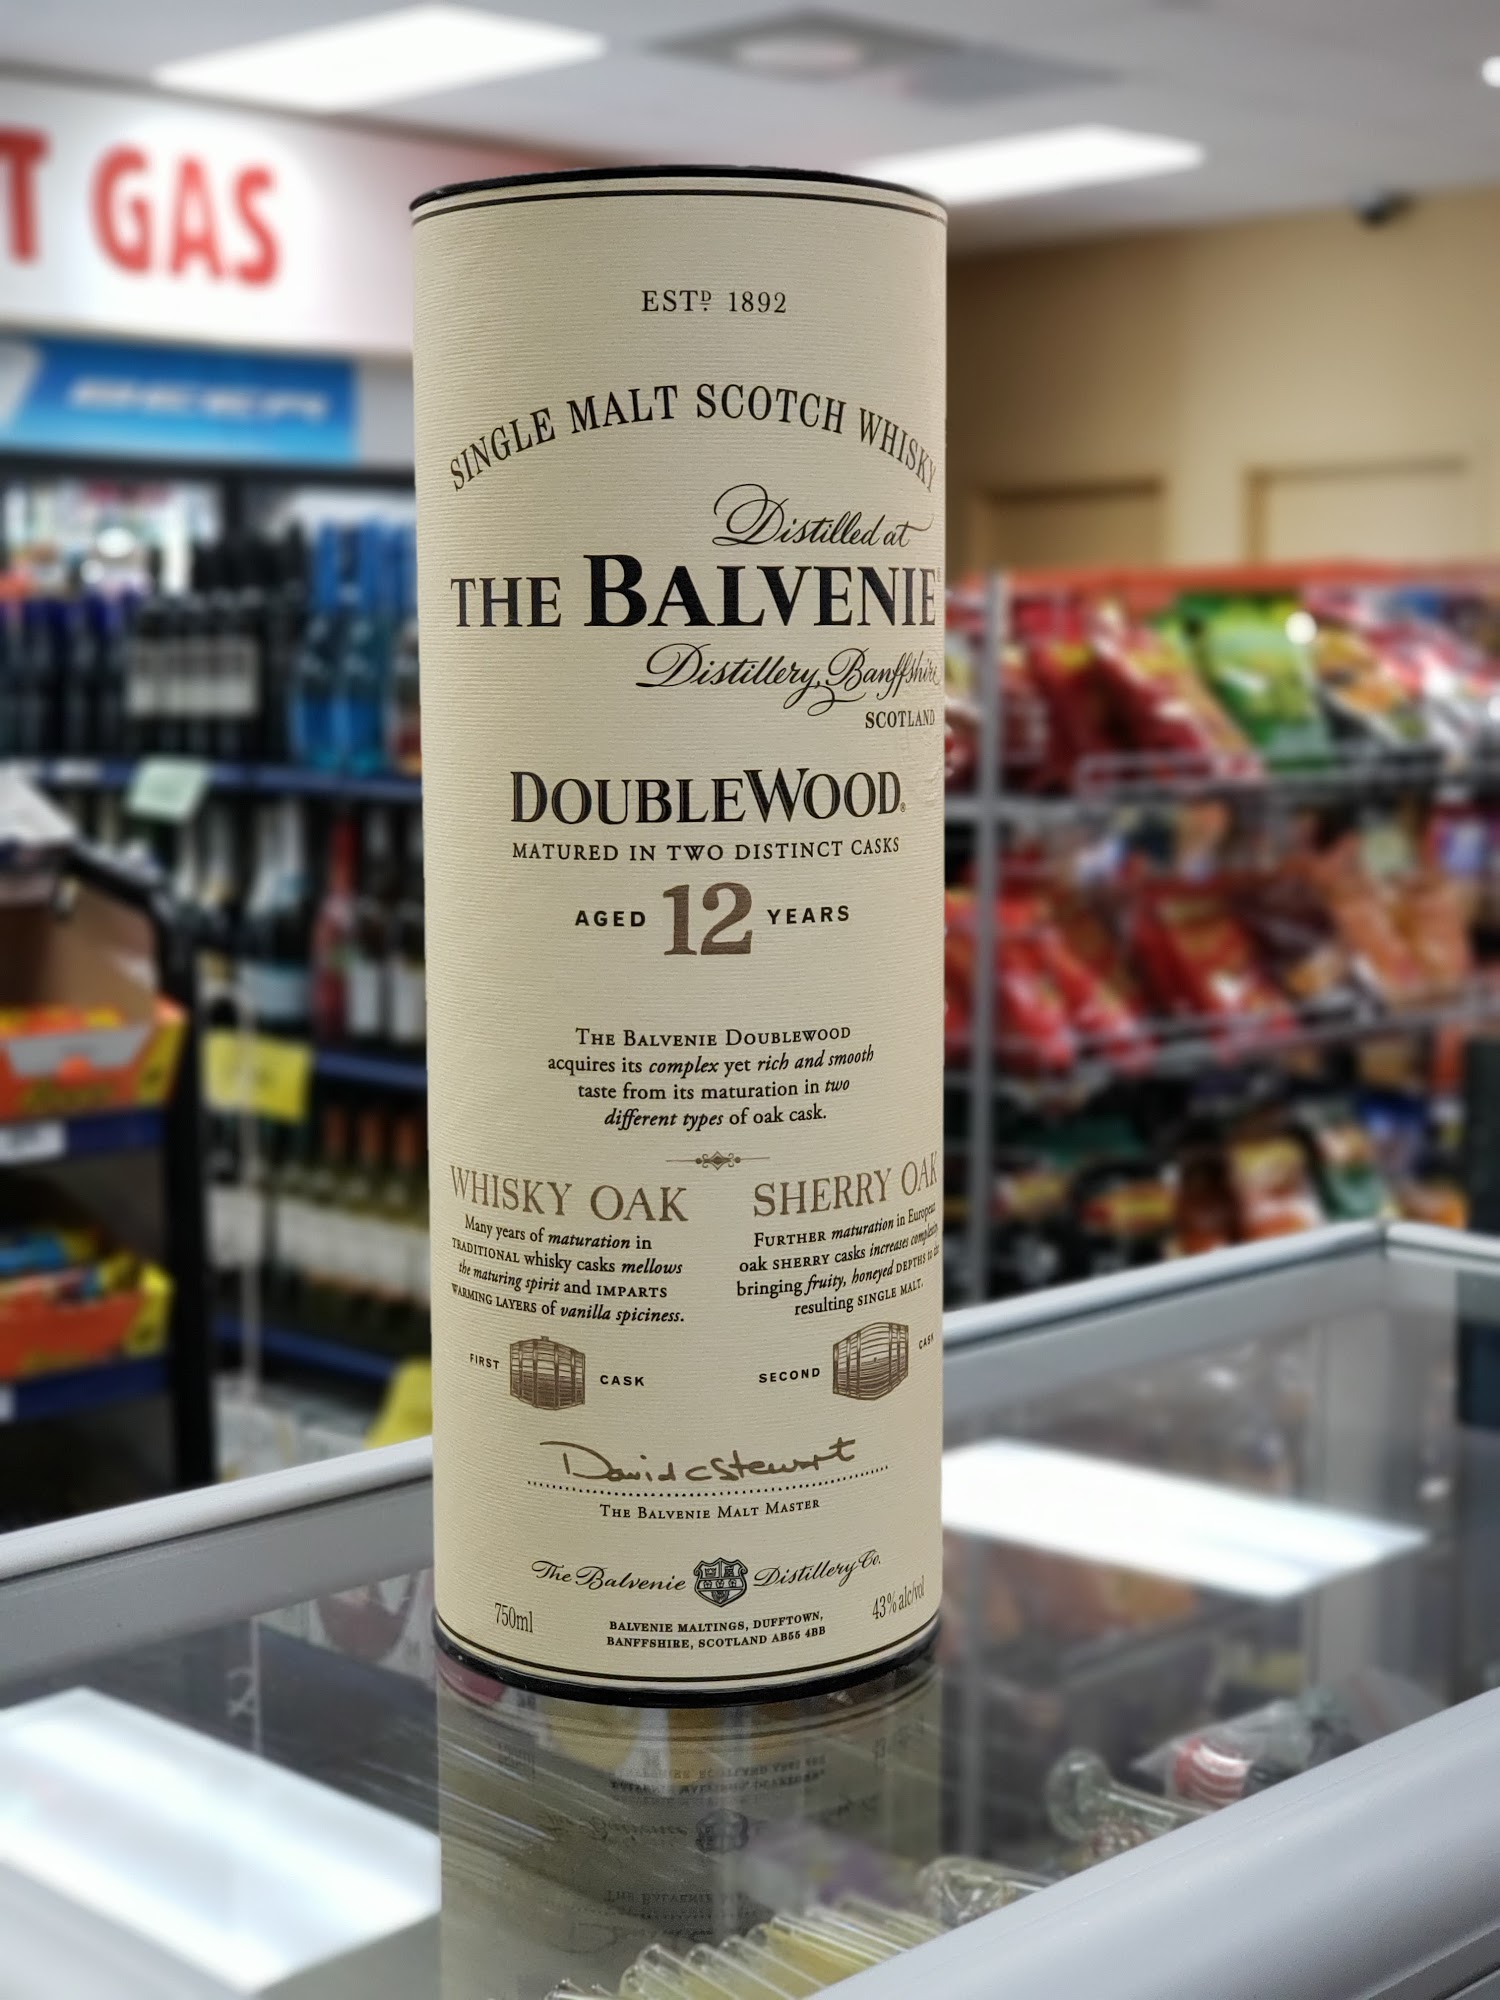 T GAS
BEER
ESTD 1892
SINGLE MALT SCOTCH WHISKY
Distilled at
THE BALVENIE
Distillery, Banffshire
SCOTLAND
DOUBLEWOOD®
MATURED IN TWO DISTINCT CASKS
AGED 12 YEARS
THE BALVENIE DOUBLEWOOD
acquires its complex yet rich and smooth
taste from its maturation in two
different types of oak cask.
WHISKY OAK
Many years of maturation in
TRADITIONAL whisky casks mellows
the maturing spirit and IMPARTS
WARMING LAYERS of vanilla spiciness.
FIRST CASK
SHERRY OAK
FURTHER maturation in European
oak SHERRY casks increases complexity
bringing fruity, honeyed DEPTHS to the
resulting SINGLE MALT.
SECOND CASK
David C Stewart
THE BALVENIE MALT MASTER
The Balvenie Distillery Co.
750ml
BALVENIE MALTINGS, DUFFTOWN,
BANFFSHIRE, SCOTLAND AB55 4BB
43% alc/vol